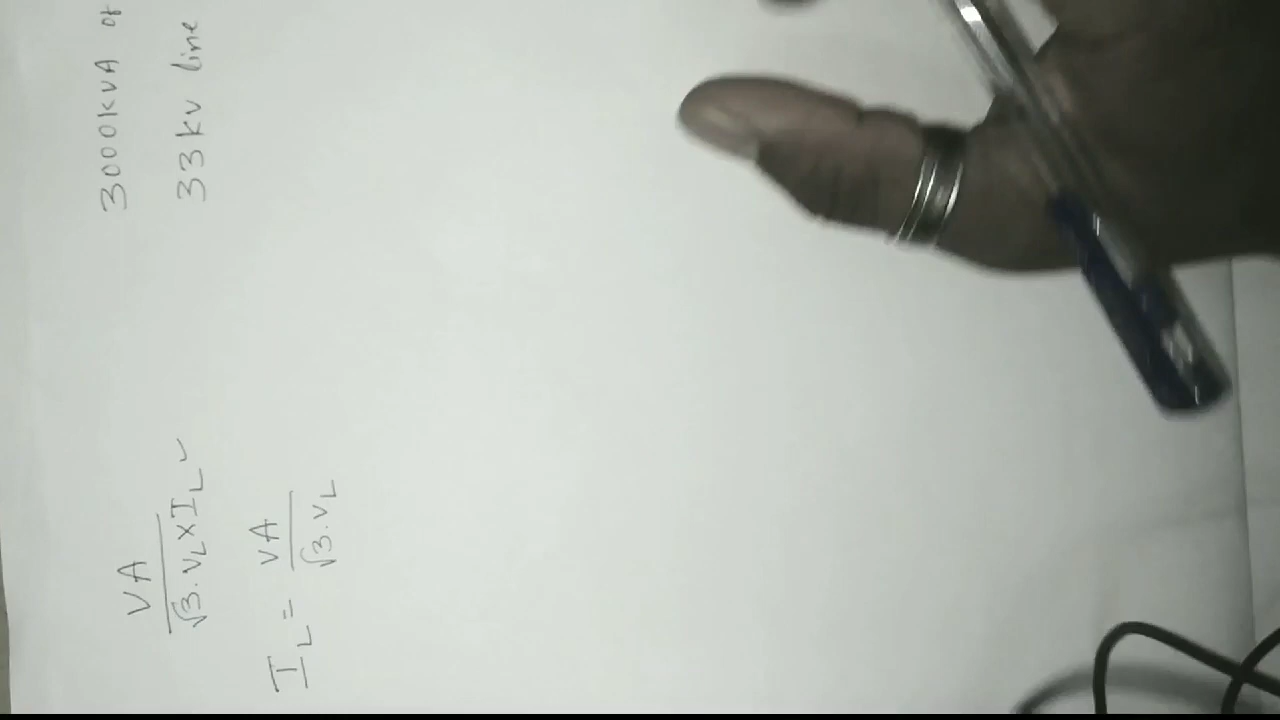 3000kVA of
33kv line
VA
√3.VL×IL
IL = VA
√3.VL